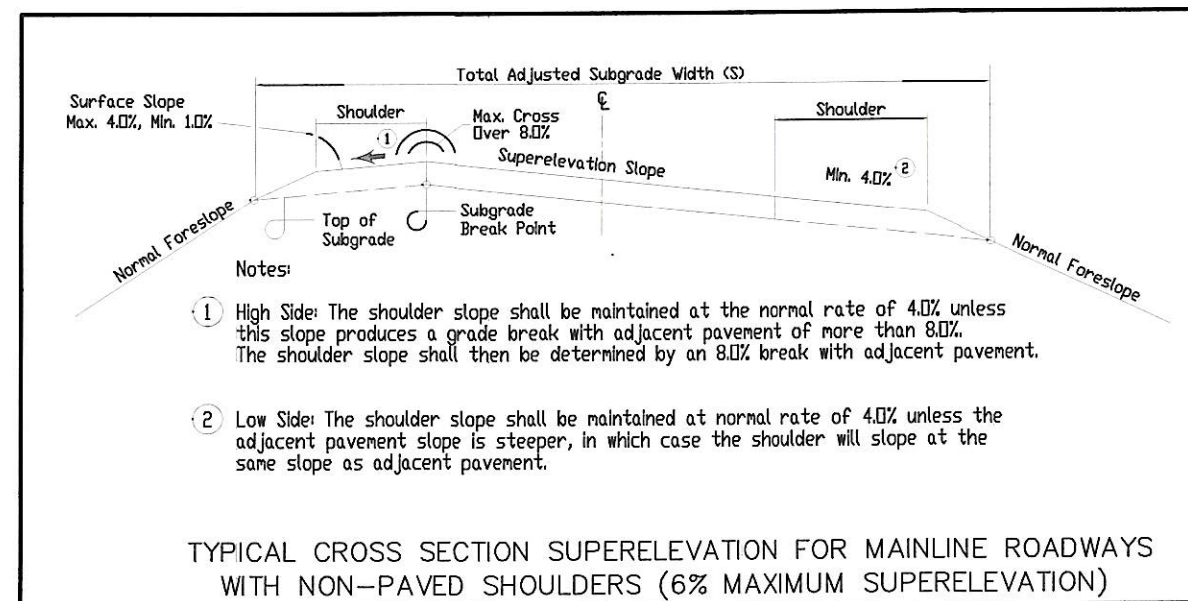 Total Adjusted Subgrade Width (S)
Surface Slope
Max. 4.0%, Min. 1.0%
Shoulder
1
Max. Cross
Over 8.0%
℄
Superelevation Slope
Shoulder
Min. 4.0%
2
Normal Foreslope
Top of
Subgrade
Subgrade
Break Point
Normal Foreslope
Notes:
1 High Side: The shoulder slope shall be maintained at the normal rate of 4.0% unless
this slope produces a grade break with adjacent pavement of more than 8.0%.
The shoulder slope shall then be determined by an 8.0% break with adjacent pavement.
2 Low Side: The shoulder slope shall be maintained at normal rate of 4.0% unless the
adjacent pavement slope is steeper, in which case the shoulder will slope at the
same slope as adjacent pavement.
TYPICAL CROSS SECTION SUPERELEVATION FOR MAINLINE ROADWAYS
WITH NON-PAVED SHOULDERS (6% MAXIMUM SUPERELEVATION)